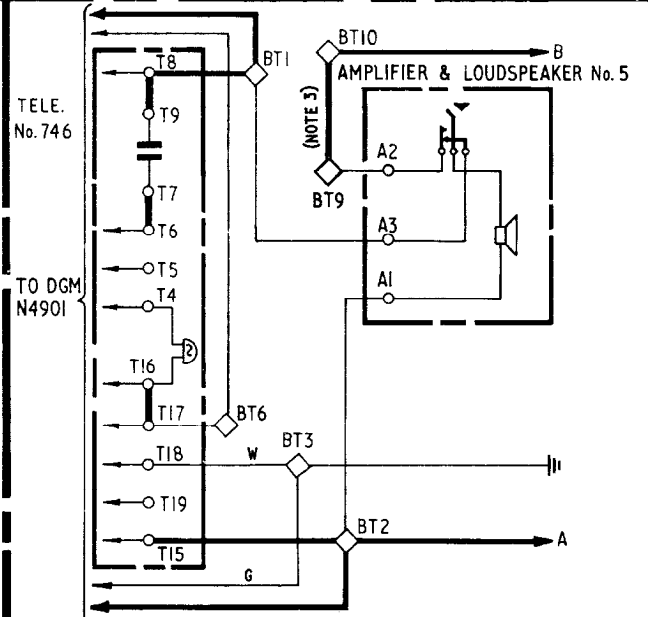 BT10
B
T8
BT1
AMPLIFIER & LOUDSPEAKER No. 5
TELE.
No. 746
T9
(NOTE 3)
A2
T7
BT9
T6
A3
T5
TO DGM
N4901
T4
A1
T16
T17
BT6
BT3
T18
W
T19
BT2
A
T15
G